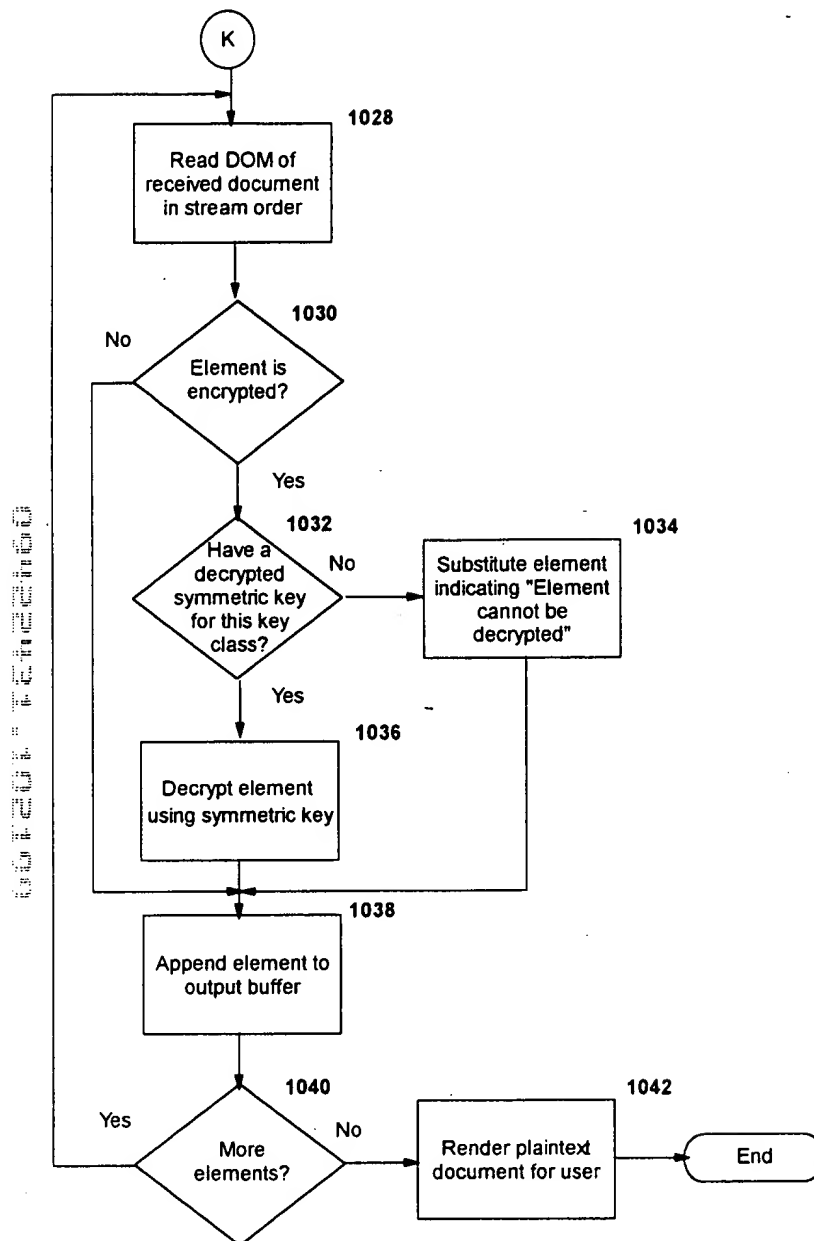 K
1028
Read DOM of
received document
in stream order
1030
No
Element is
encrypted?
Yes
1032
Have a
decrypted
symmetric key
for this key
class?
No
1034
Substitute element
indicating "Element
cannot be
decrypted"
Yes
1036
Decrypt element
using symmetric key
1038
Append element to
output buffer
1040
Yes
More
elements?
No
1042
Render plaintext
document for user
End